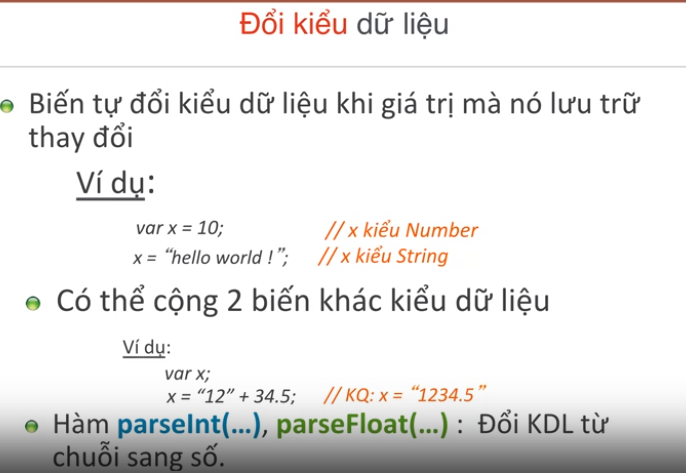 Đổi kiểu dữ liệu
Biến tự đổi kiểu dữ liệu khi giá trị mà nó lưu trữ
thay đổi
Ví dụ:
var x = 10; // x kiểu Number
x = “hello world !”; // x kiểu String
Có thể cộng 2 biến khác kiểu dữ liệu
Ví dụ:
var x;
x = “12” + 34.5; // KQ: x = “1234.5”
Hàm parseInt(...), parseFloat(...) : Đổi KDL từ
chuỗi sang số.